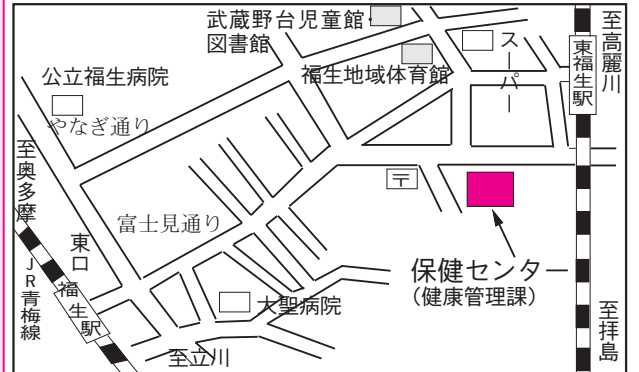 武蔵野台児童館・
図書館
至高麗川
スーパー
東福生駅
福生地域体育館
公立福生病院
やなぎ通り
至奥多摩
〒
富士見通り
東口
JR青梅線
福生駅
保健センター
(健康管理課)
大聖病院
至拝島
至立川